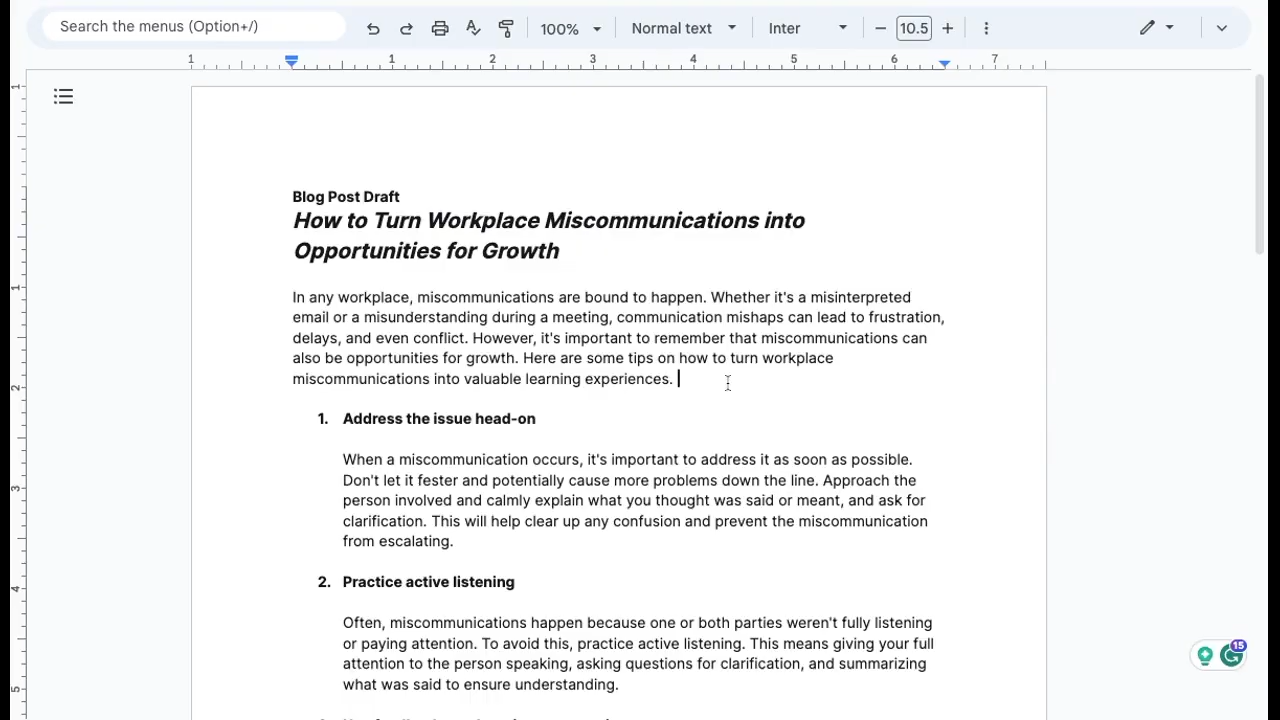 Search the menus (Option+/)
100%
Normal text
Inter
10.5
1 1 2 3 4 5 6 7
1
1
2
3
4
5
Blog Post Draft
How to Turn Workplace Miscommunications into
Opportunities for Growth
In any workplace, miscommunications are bound to happen. Whether it's a misinterpreted
email or a misunderstanding during a meeting, communication mishaps can lead to frustration,
delays, and even conflict. However, it's important to remember that miscommunications can
also be opportunities for growth. Here are some tips on how to turn workplace
miscommunications into valuable learning experiences.
1. Address the issue head-on
When a miscommunication occurs, it's important to address it as soon as possible.
Don't let it fester and potentially cause more problems down the line. Approach the
person involved and calmly explain what you thought was said or meant, and ask for
clarification. This will help clear up any confusion and prevent the miscommunication
from escalating.
2. Practice active listening
Often, miscommunications happen because one or both parties weren't fully listening
or paying attention. To avoid this, practice active listening. This means giving your full
attention to the person speaking, asking questions for clarification, and summarizing
what was said to ensure understanding.
15